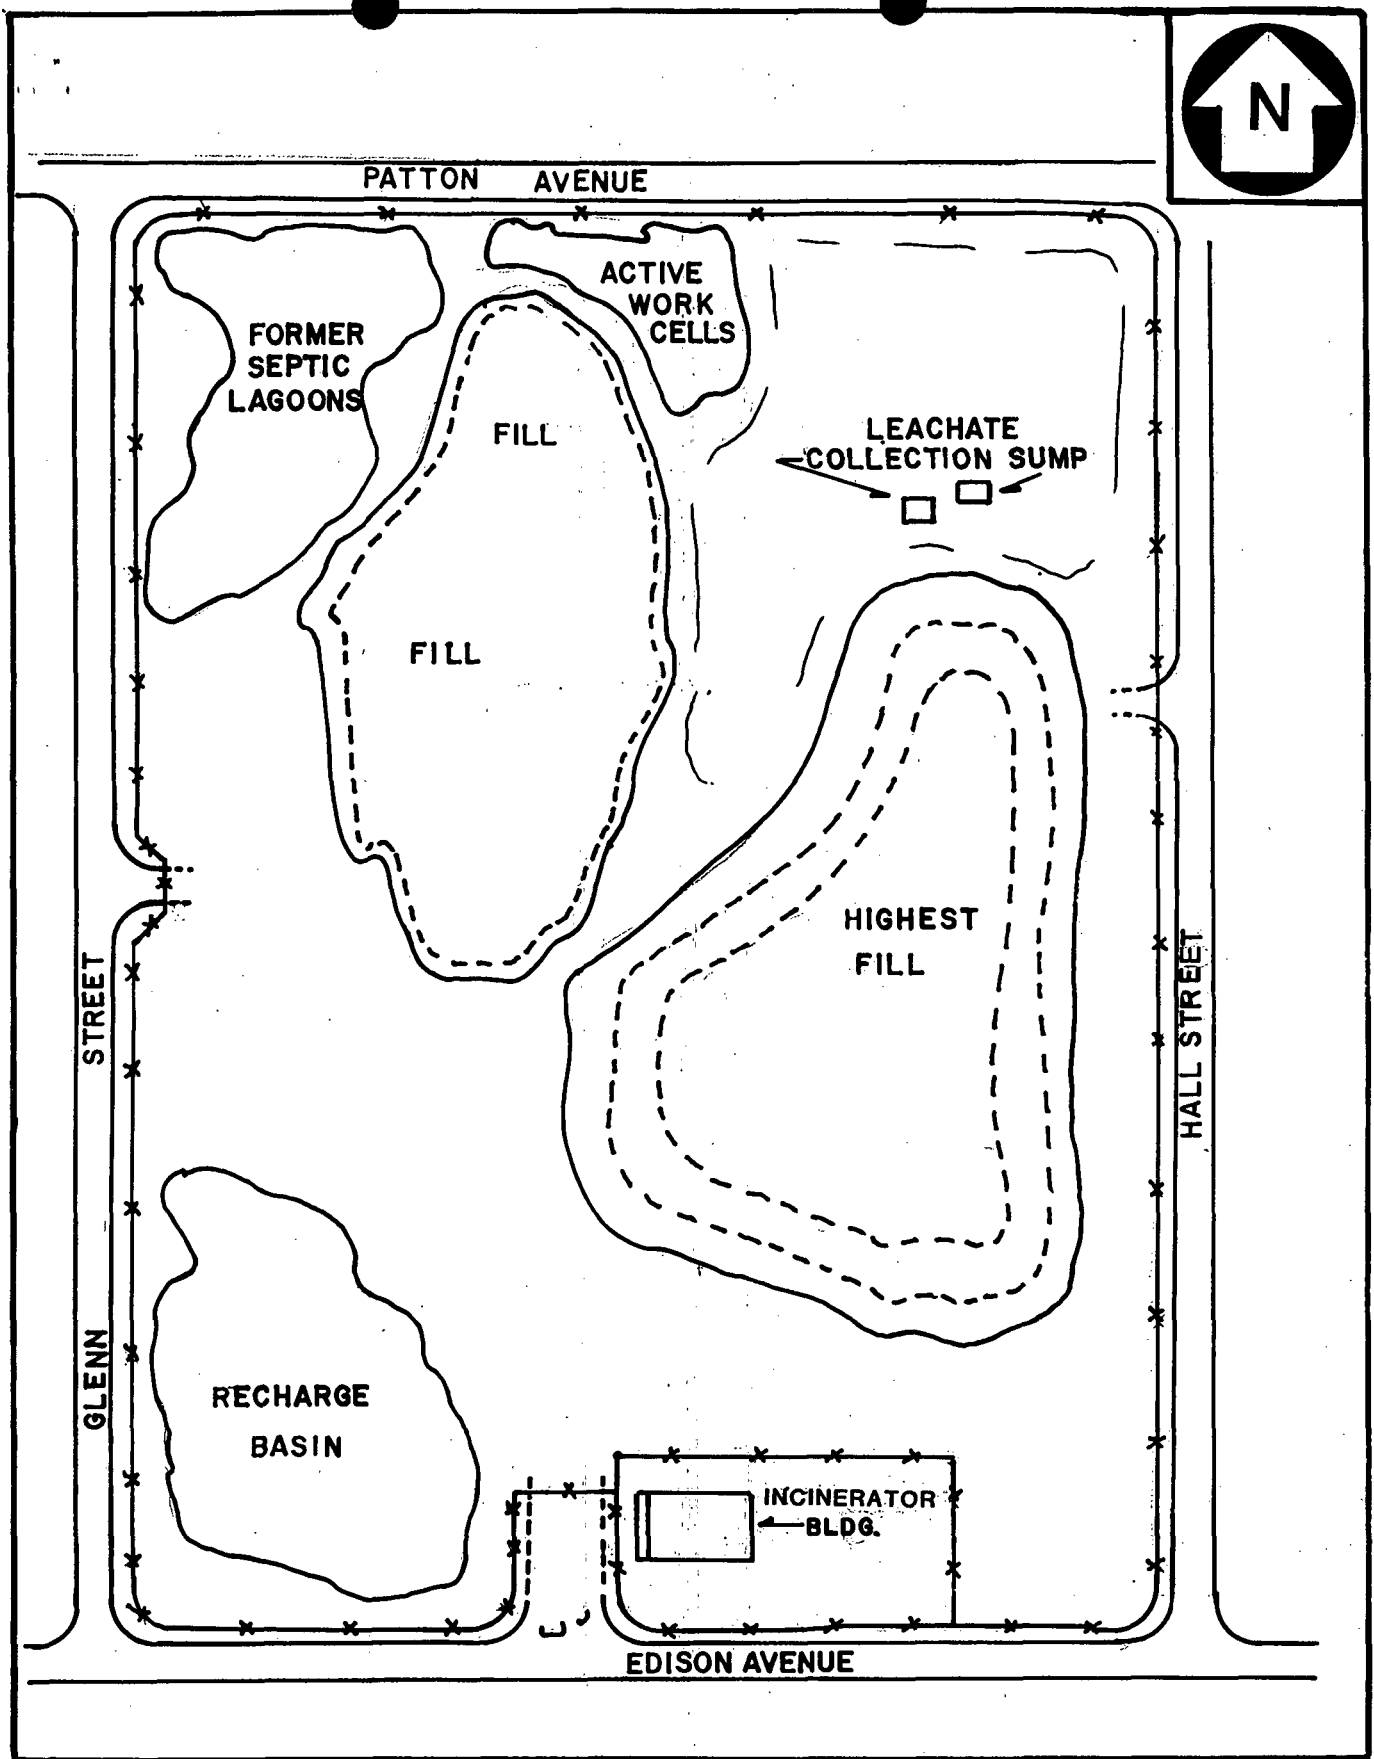 N
PATTON AVENUE
ACTIVE
WORK
CELLS
FORMER
SEPTIC
LAGOONS
FILL
LEACHATE
COLLECTION SUMP
FILL
HIGHEST
FILL
GLENN STREET
HALL STREET
RECHARGE
BASIN
INCINERATOR
BLDG.
EDISON AVENUE